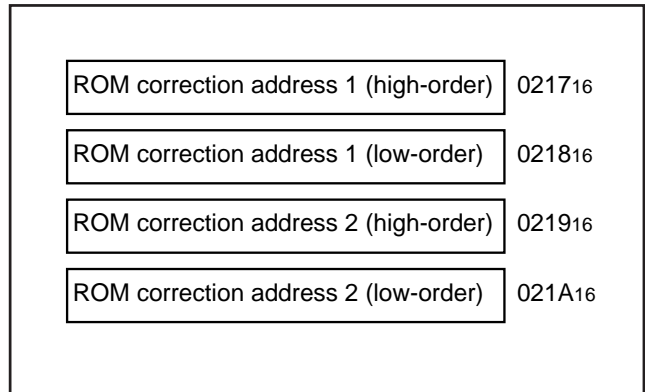 ROM correction address 1 (high-order) 0217₁₆
ROM correction address 1 (low-order) 0218₁₆
ROM correction address 2 (high-order) 0219₁₆
ROM correction address 2 (low-order) 021A₁₆